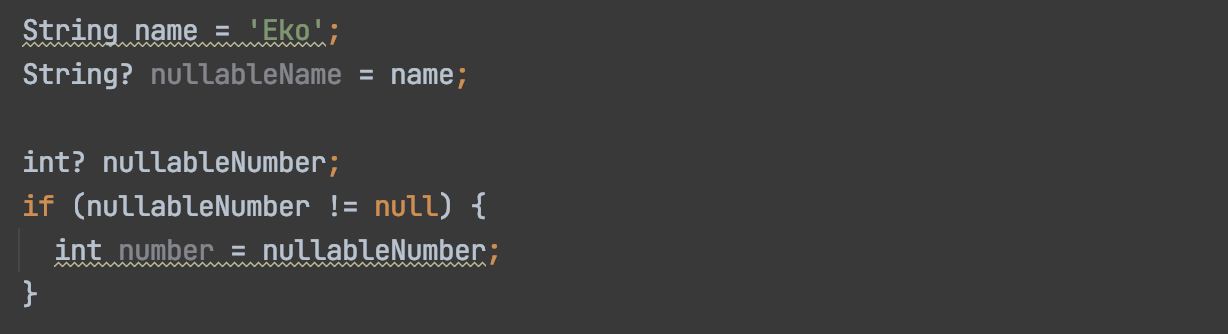 String name = 'Eko';
String? nullableName = name;

int? nullableNumber;
if (nullableNumber != null) {
  int number = nullableNumber;
}